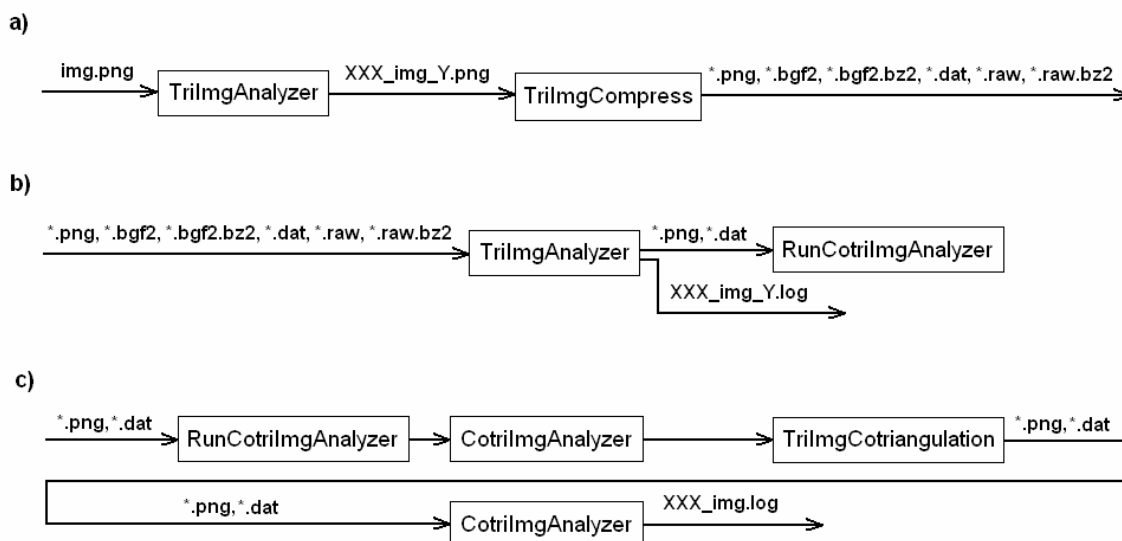 a)
img.png
XXX_img_Y.png
*.png, *.bgf2, *.bgf2.bz2, *.dat, *.raw, *.raw.bz2
TriImgAnalyzer
TriImgCompress
b)
*.png, *.bgf2, *.bgf2.bz2, *.dat, *.raw, *.raw.bz2
*.png, *.dat
TriImgAnalyzer
RunCotriImgAnalyzer
XXX_img_Y.log
c)
*.png,*.dat
*.png,*.dat
RunCotriImgAnalyzer
CotriImgAnalyzer
TriImgCotriangulation
*.png,*.dat
XXX_img.log
CotriImgAnalyzer